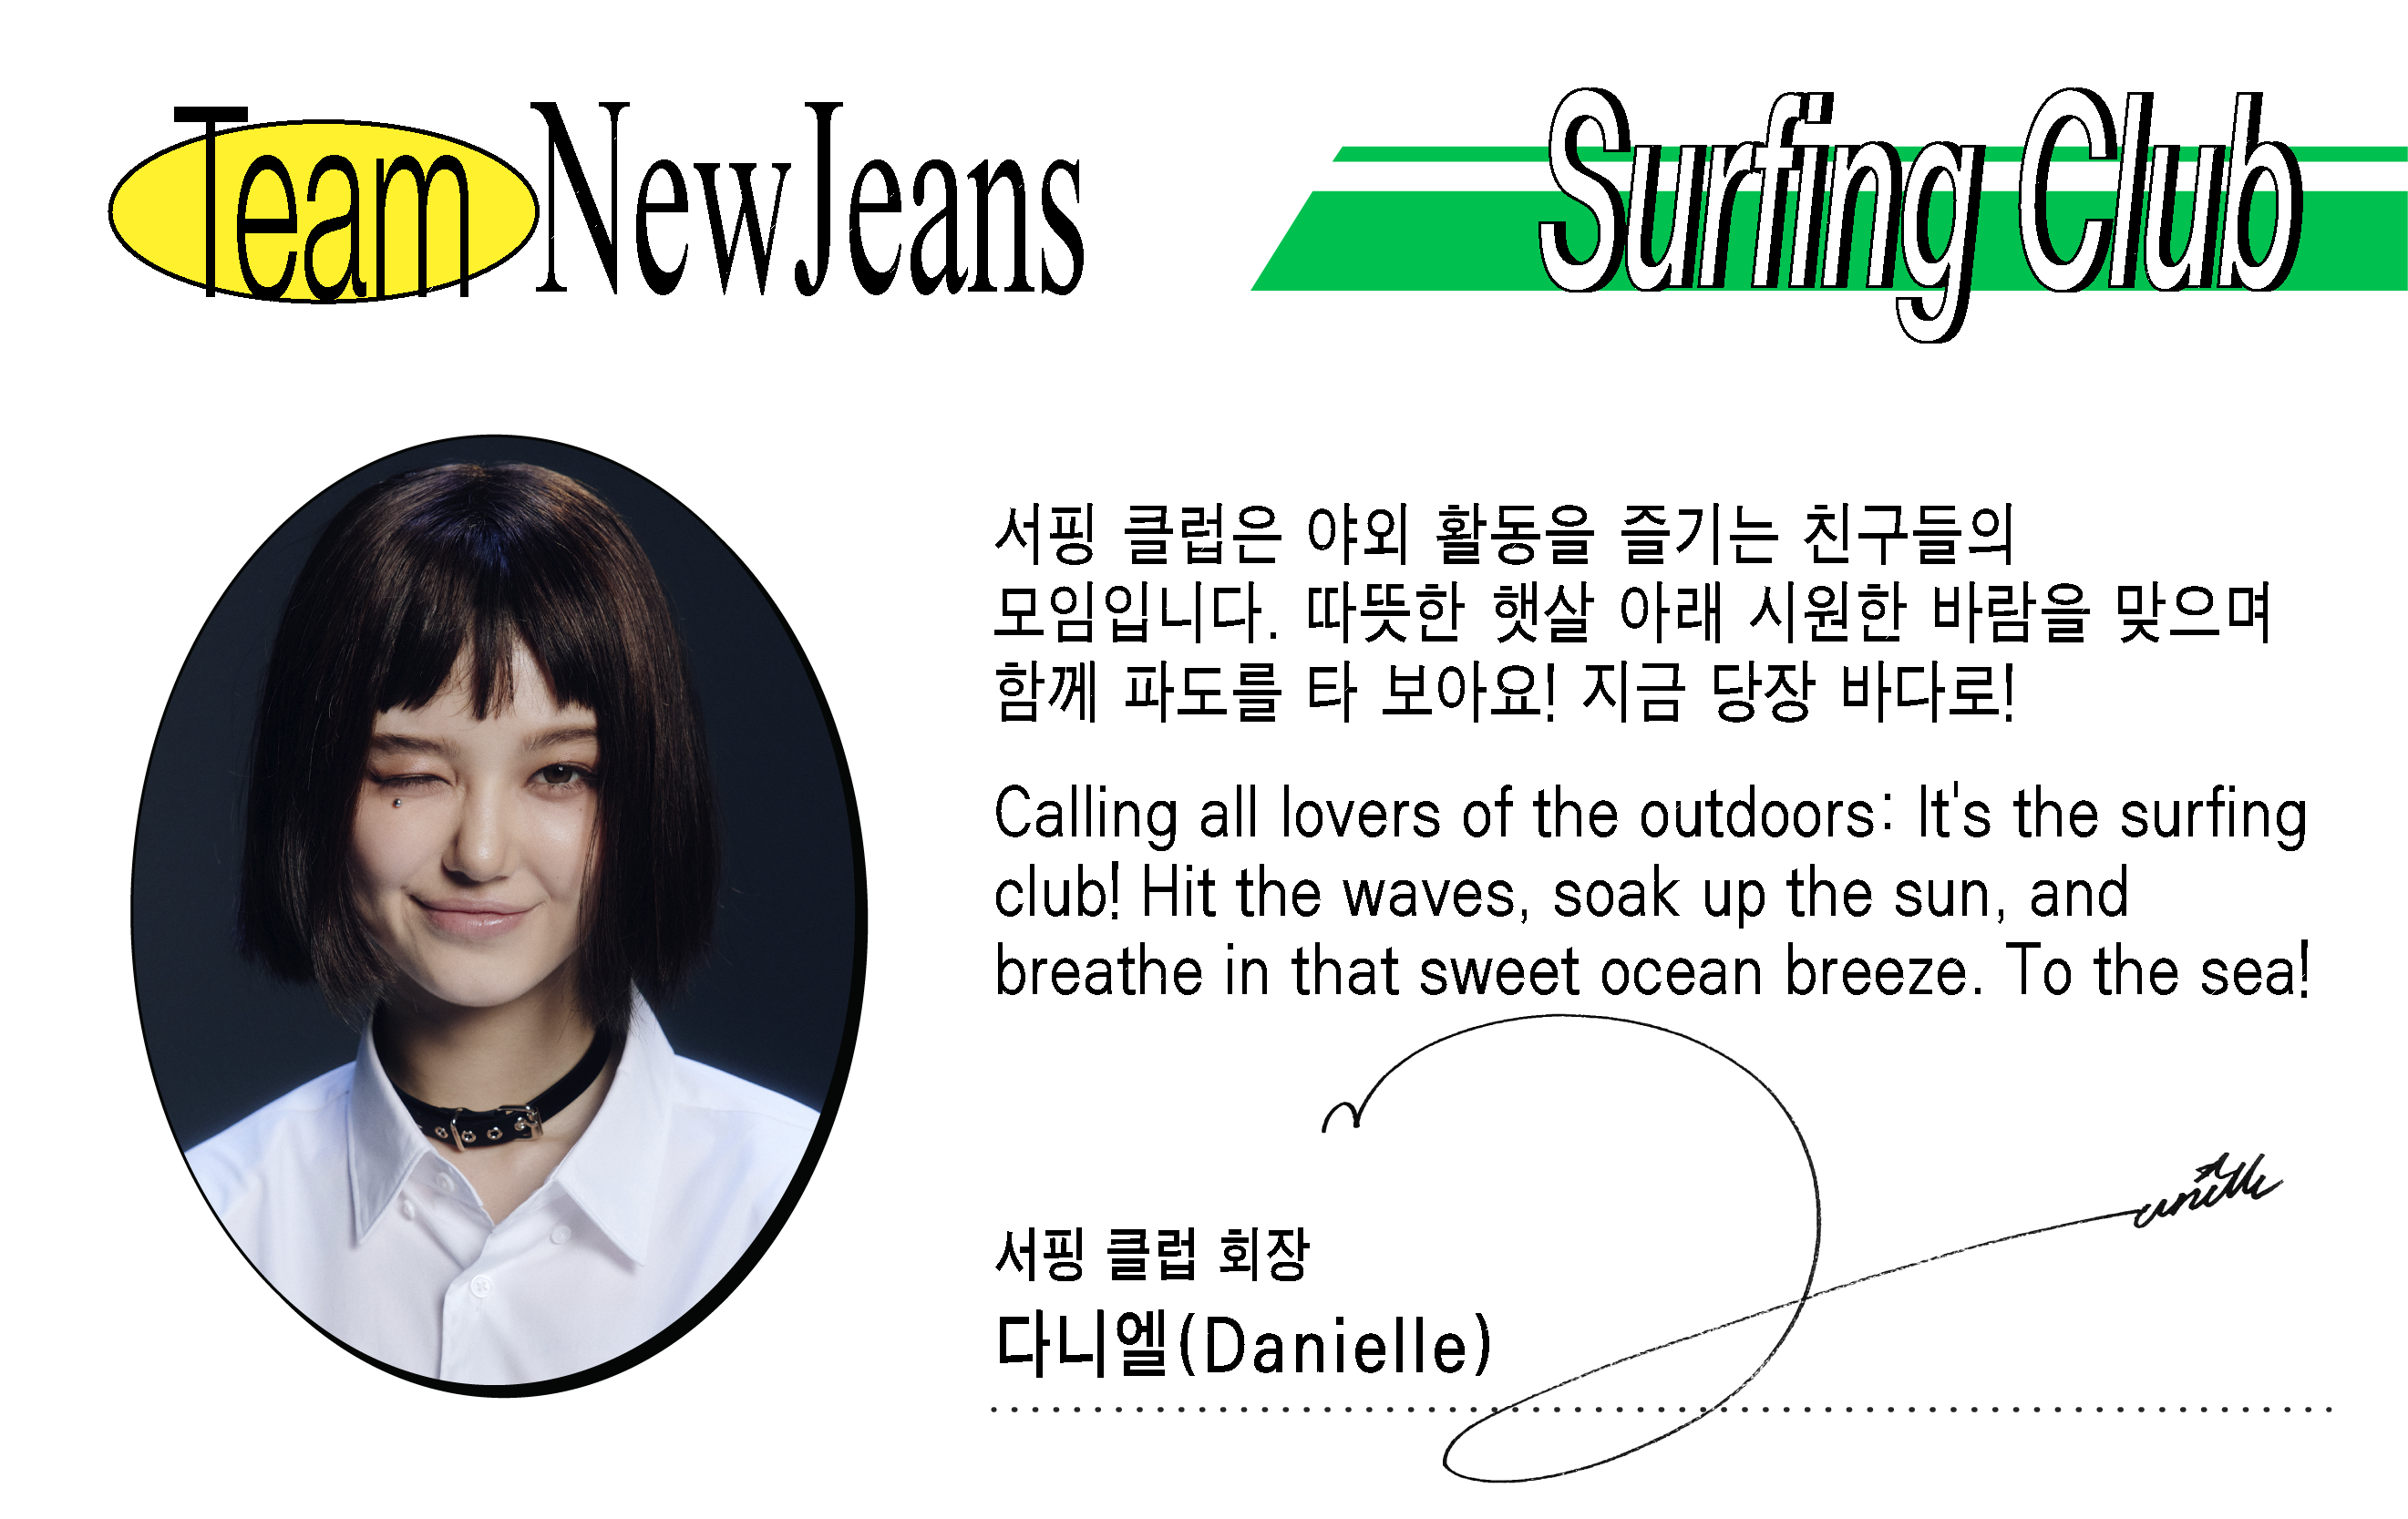 Team NewJeans
Surfing Club
서핑 클럽은 야외 활동을 즐기는 친구들의
모임입니다. 따뜻한 햇살 아래 시원한 바람을 맞으며
함께 파도를 타 보아요! 지금 당장 바다로!
Calling all lovers of the outdoors: It's the surfing
club! Hit the waves, soak up the sun, and
breathe in that sweet ocean breeze. To the sea!
서핑 클럽 회장
다니엘(Danielle)